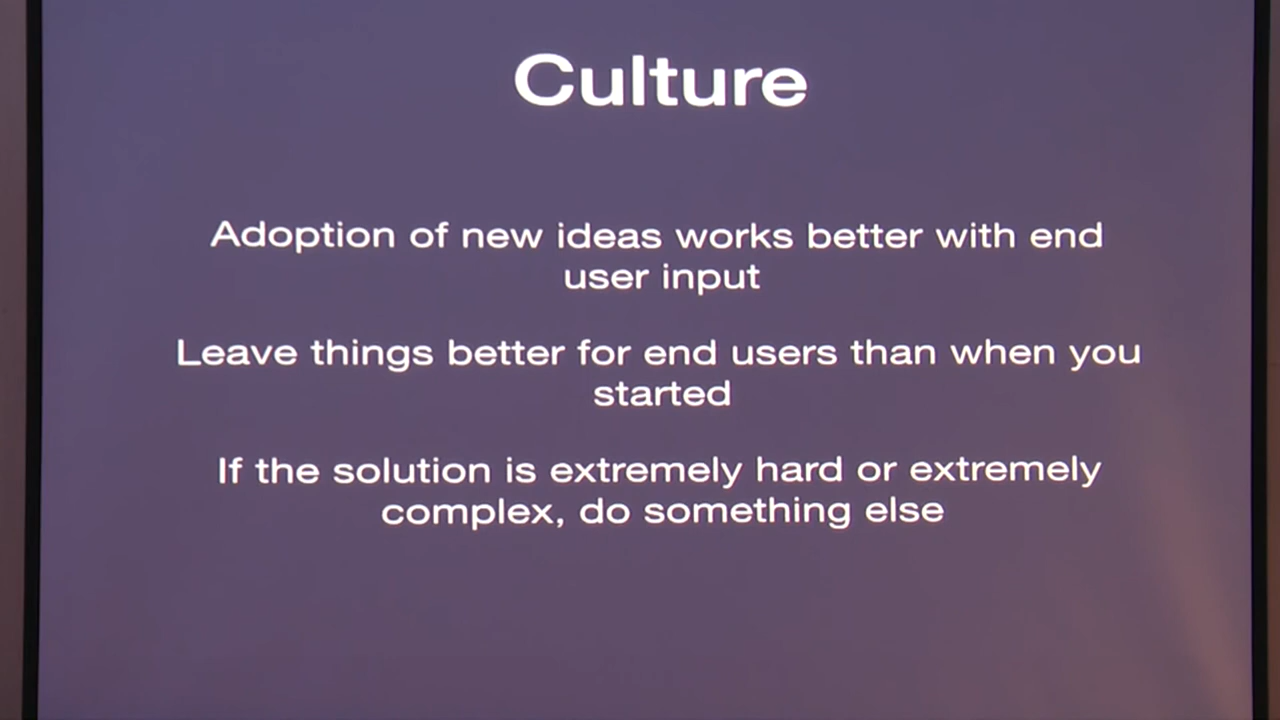 Culture
Adoption of new ideas works better with end
user input
Leave things better for end users than when you
started
If the solution is extremely hard or extremely
complex, do something else